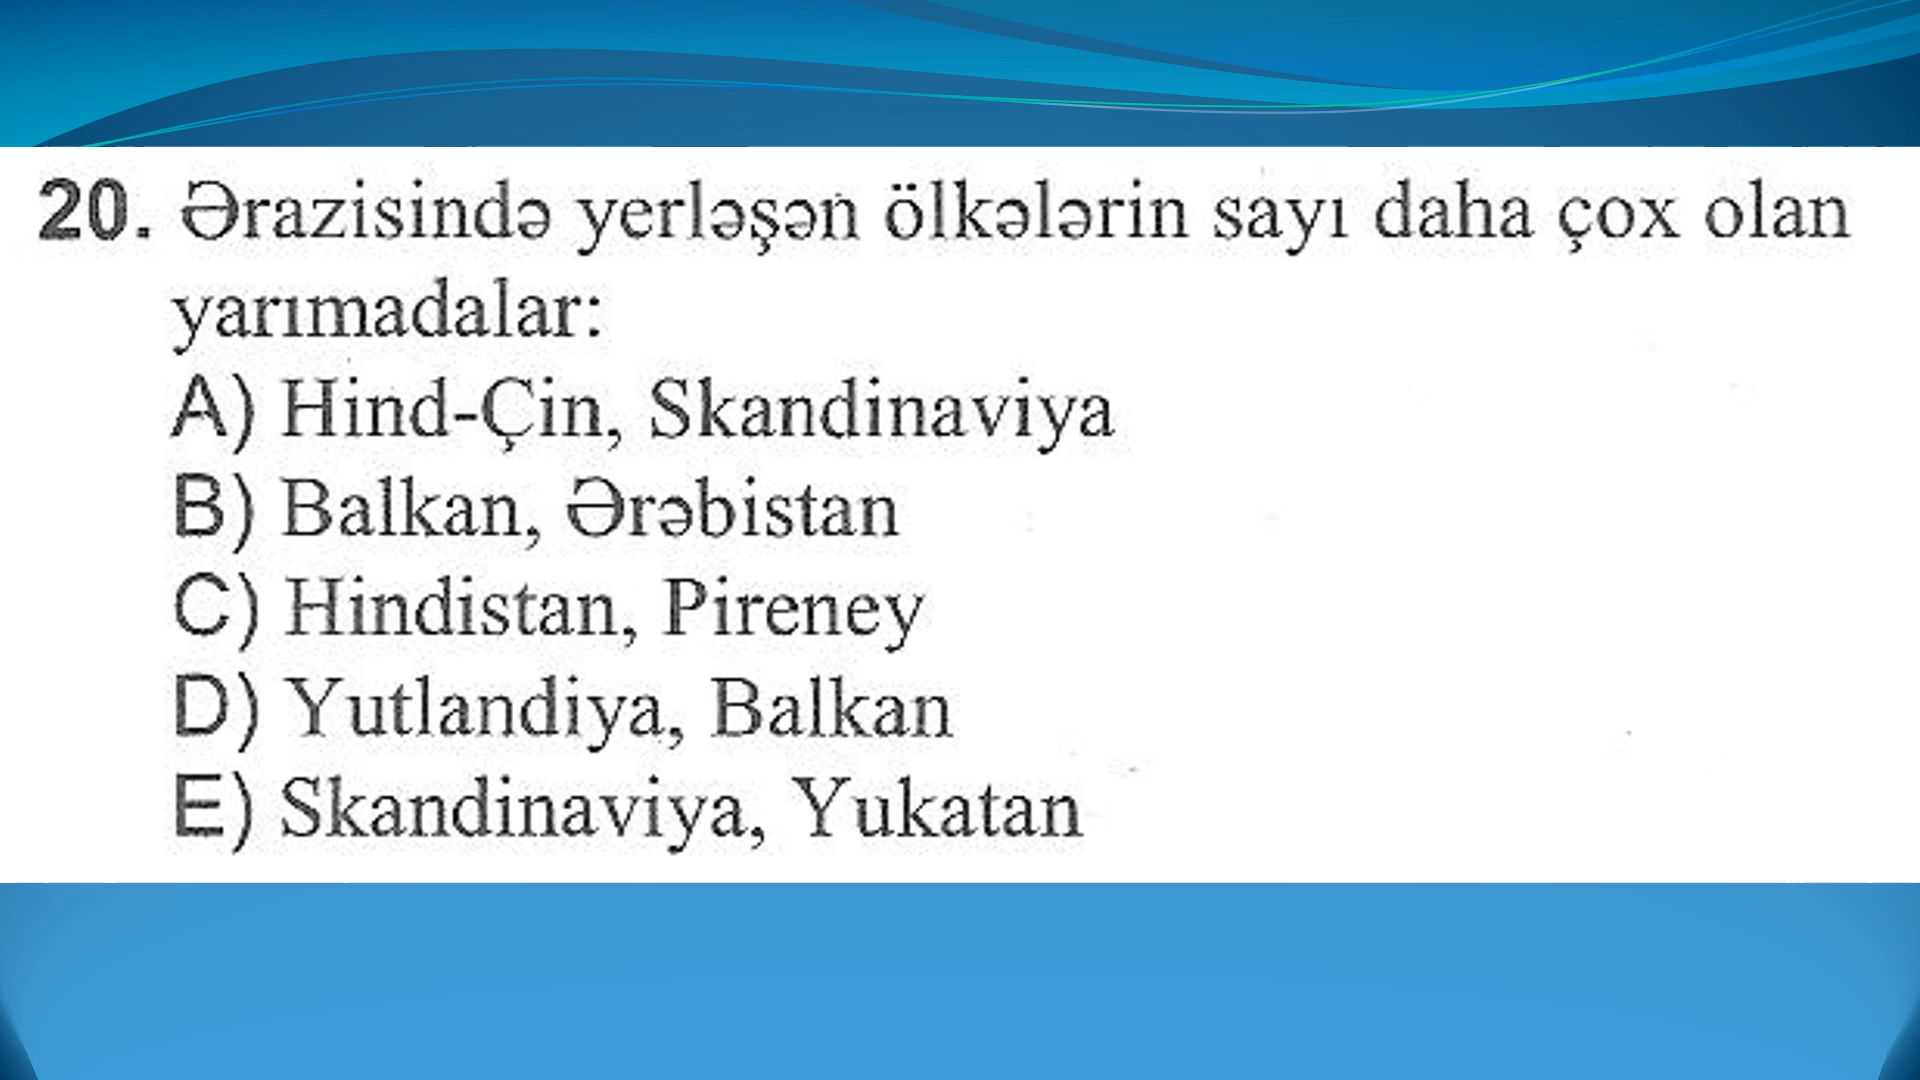 20. Ərazisində yerləşən ölkələrin sayı daha çox olan
yarımadalar:
A) Hind-Çin, Skandinaviya
B) Balkan, Ərəbistan
C) Hindistan, Pireney
D) Yutlandiya, Balkan
E) Skandinaviya, Yukatan